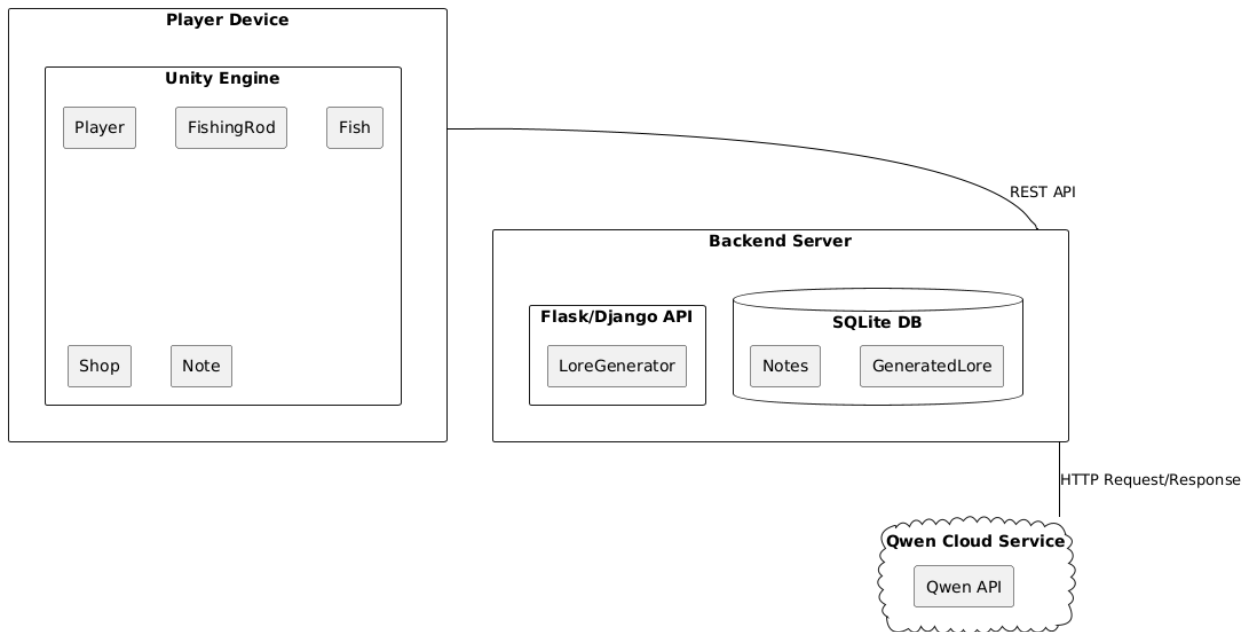 Player Device
Unity Engine
Player
FishingRod
Fish
Shop
Note
REST API
Backend Server
Flask/Django API
LoreGenerator
SQLite DB
Notes
GeneratedLore
HTTP Request/Response
Qwen Cloud Service
Qwen API